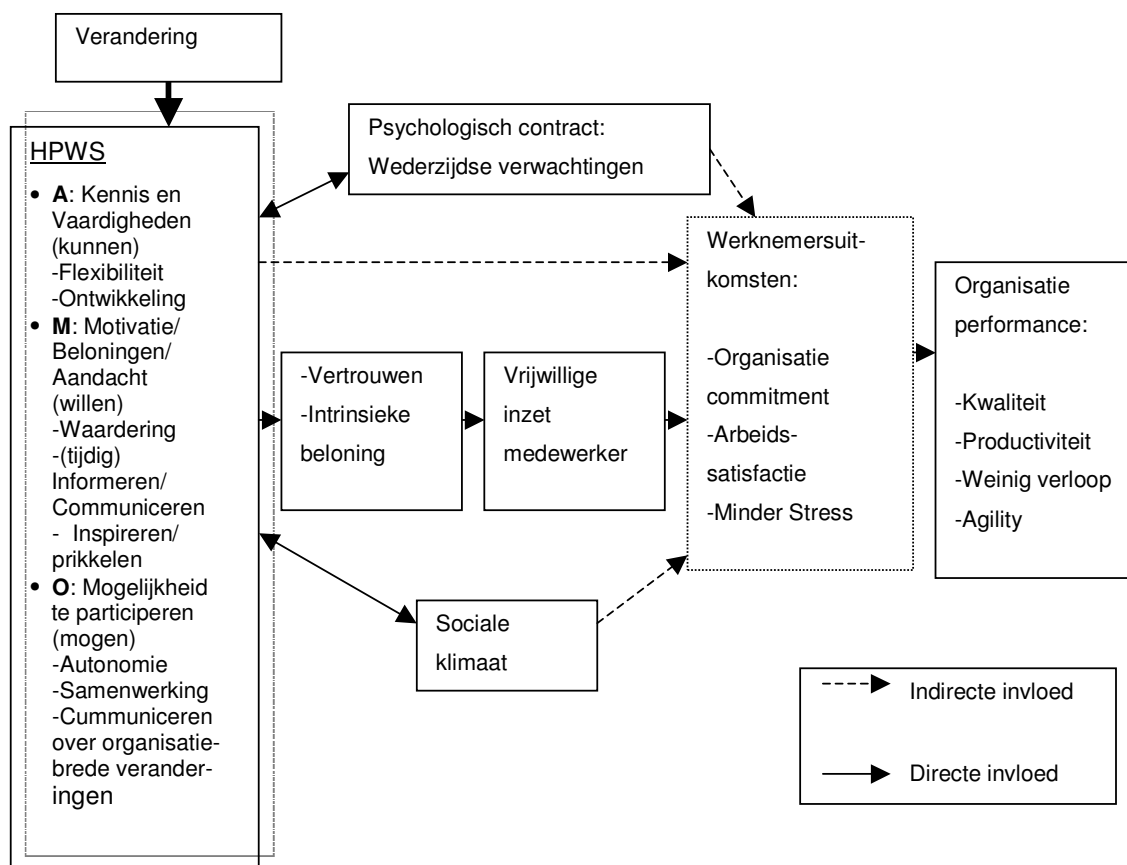 Verandering
HPWS
• A: Kennis en
Vaardigheden
(kunnen)
-Flexibiliteit
-Ontwikkeling
• M: Motivatie/
Beloningen/
Aandacht
(willen)
-Waardering
-(tijdig)
Informeren/
Communiceren
- Inspireren/
prikkelen
• O: Mogelijkheid
te participeren
(mogen)
-Autonomie
-Samenwerking
-Cummuniceren
over organisatie-
brede verander-
ingen
Psychologisch contract:
Wederzijdse verwachtingen
-Vertrouwen
-Intrinsieke
beloning
Vrijwillige
inzet
medewerker
Sociale
klimaat
Werknemersuit-
komsten:
-Organisatie
commitment
-Arbeids-
satisfactie
-Minder Stress
Organisatie
performance:
-Kwaliteit
-Productiviteit
-Weinig verloop
-Agility
Indirecte invloed
Directe invloed